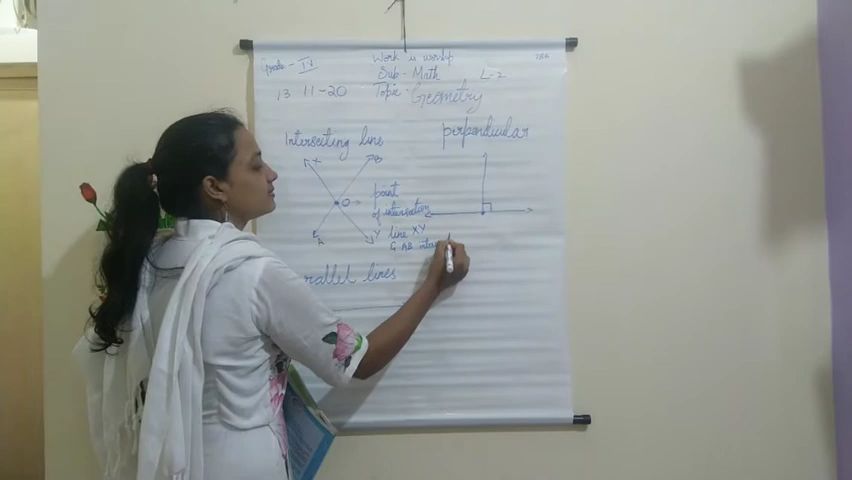 Grade - IV
Work is worship
Sub - Math
L-2
13 11-20
Topic - Geometry
Intersecting line
perpendicular
X
B
O
point
of intersection
Y
A
line XY
& AB inter
rallel lines